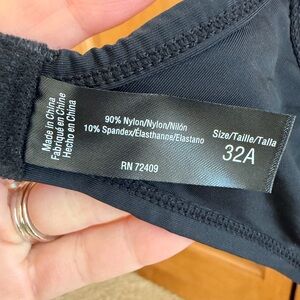 Made in China
Fabriqué en Chine
Hecho en China
90% Nylon/Nylon/Nilón
10% Spandex/Élasthanne/Elastano
RN 72409
Size/Taille/Talla
32A